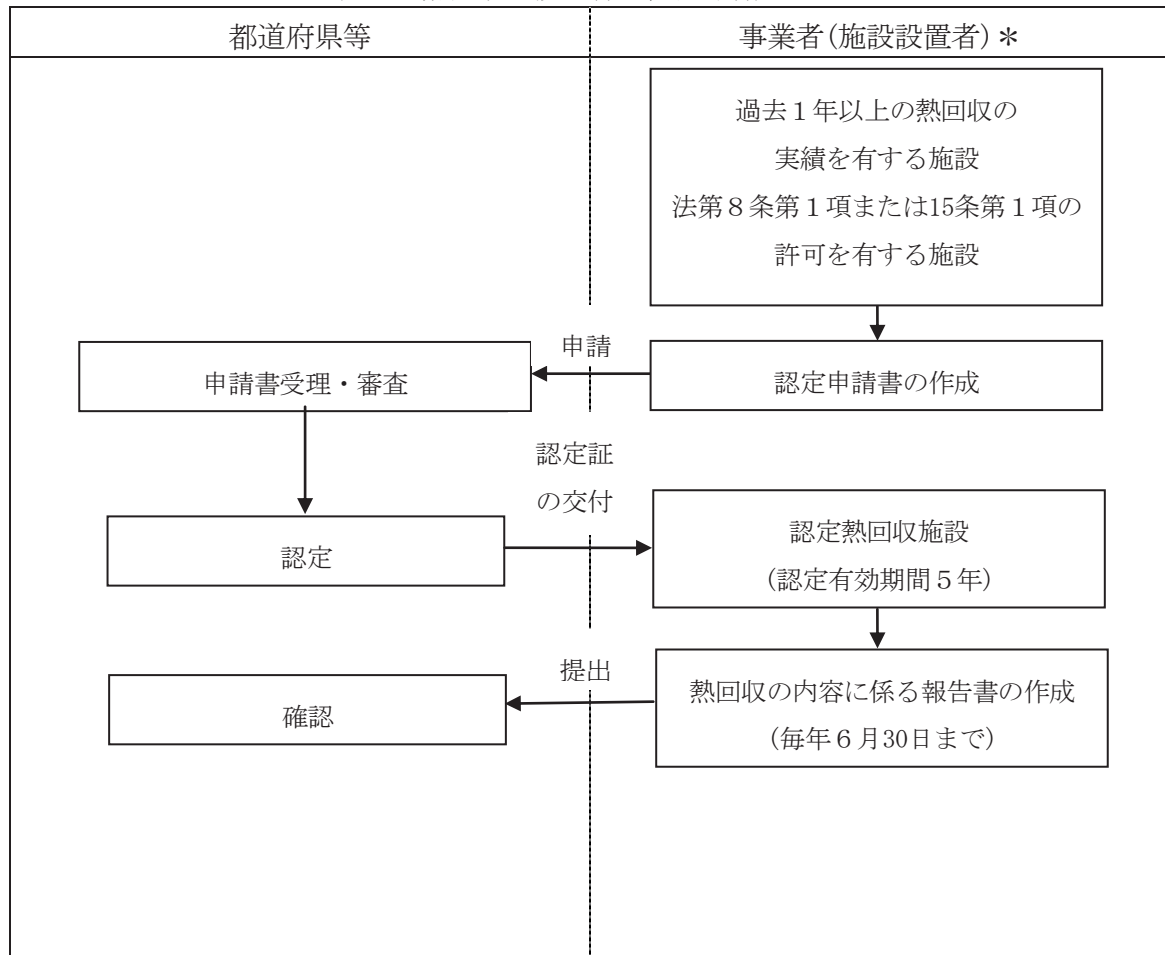 都道府県等
事業者(施設設置者)＊
過去１年以上の熱回収の
実績を有する施設
法第８条第１項または15条第１項の
許可を有する施設
申請
認定申請書の作成
申請書受理・審査
認定証
の交付
認定
認定熱回収施設
(認定有効期間５年)
提出
熱回収の内容に係る報告書の作成
(毎年６月30日まで)
確認